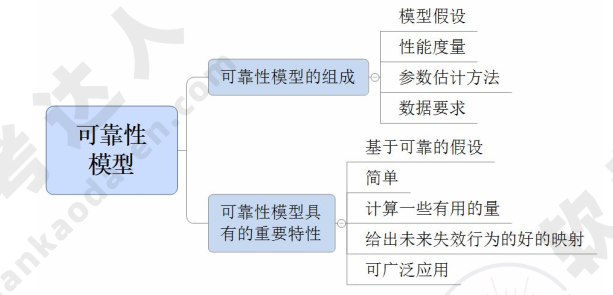 模型假设
性能度量
可靠性模型的组成
参数估计方法
数据要求
可靠性
模型
基于可靠的假设
简单
可靠性模型具
有的重要特性
计算一些有用的量
给出未来失效行为的好的映射
可广泛应用